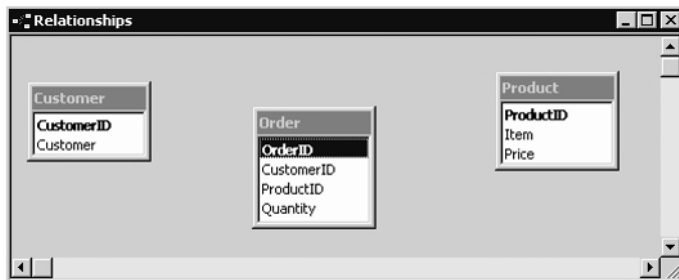 Relationships
Customer
CustomerID
Customer
Order
OrderID
CustomerID
ProductID
Quantity
Product
ProductID
Item
Price